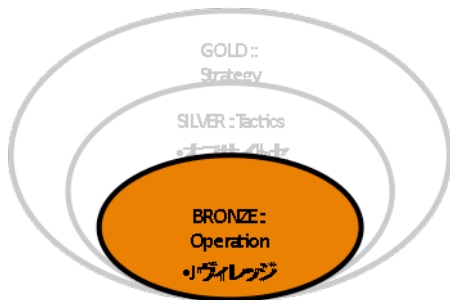 GOLD ::
Strategy
SILVER :: Tactics
BRONZE ::
Operation
•Jヴィレッジ